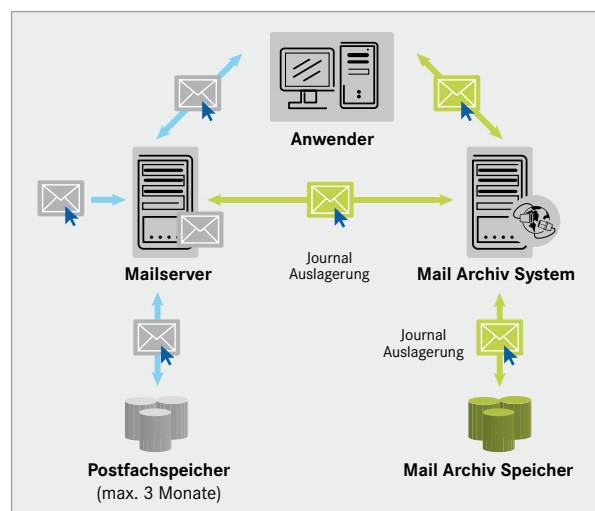 Anwender
Mailserver
Journal
Auslagerung
Mail Archiv System
Journal
Auslagerung
Postfachspeicher
(max. 3 Monate)
Mail Archiv Speicher